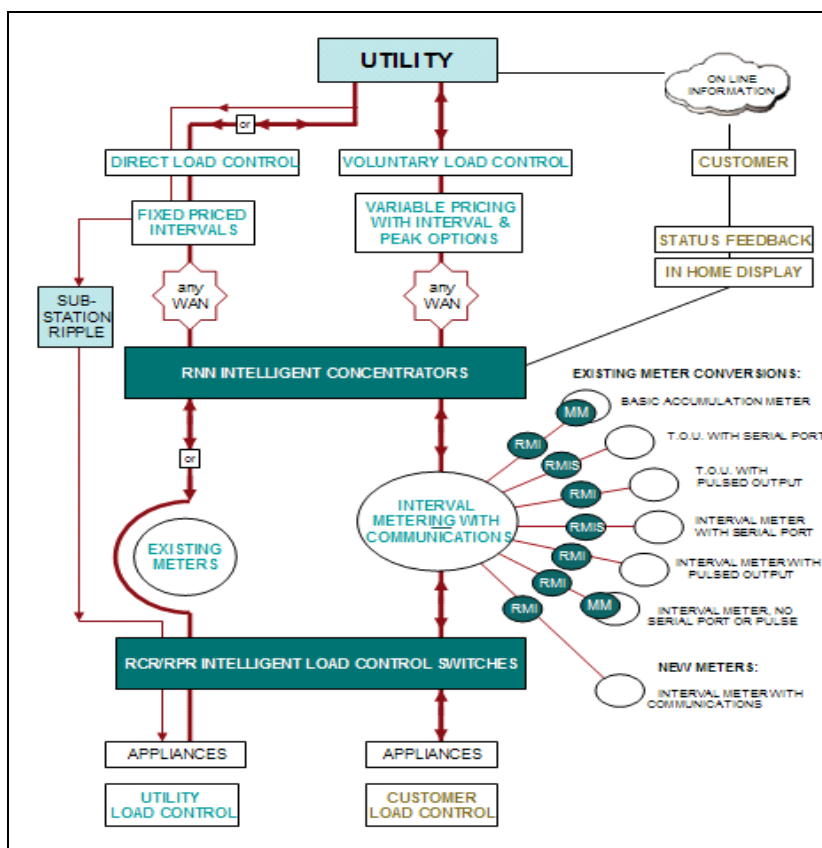 UTILITY
ON LINE
INFORMATION
or
DIRECT LOAD CONTROL
VOLUNTARY LOAD CONTROL
CUSTOMER
FIXED PRICED
INTERVALS
VARIABLE PRICING
WITH INTERVAL &
PEAK OPTIONS
STATUS FEEDBACK
IN HOME DISPLAY
SUB-
STATION
RIPPLE
any
WAN
any
WAN
RNN INTELLIGENT CONCENTRATORS
EXISTING METER CONVERSIONS:
MM
BASIC ACCUMULATION METER
RMI
T.O.U. WITH SERIAL PORT
RMIS
or
T.O.U. WITH
PULSED OUTPUT
RMI
INTERVAL
METERING WITH
COMMUNICATIONS
RMIS
INTERVAL METER
WITH SERIAL PORT
EXISTING
METERS
RMI
INTERVAL METER WITH
PULSED OUTPUT
RMI
MM
INTERVAL METER, NO
SERIAL PORT OR PULSE
RMI
RCR/RPR INTELLIGENT LOAD CONTROL SWITCHES
NEW METERS:
INTERVAL METER WITH
COMMUNICATIONS
APPLIANCES
APPLIANCES
UTILITY
LOAD CONTROL
CUSTOMER
LOAD CONTROL